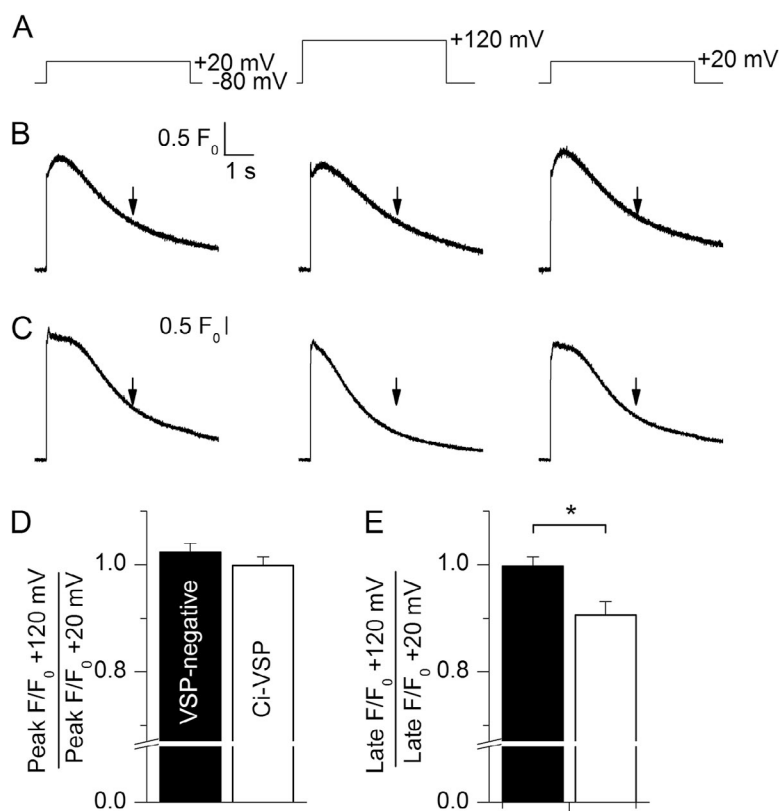 A
+20 mV
-80 mV
+120 mV
+20 mV
B
0.5 F0
1 s
C
0.5 F0
D
Peak F/F0 +120 mV
Peak F/F0 +20 mV
1.0
0.8
0.0
VSP-negative
Ci-VSP
E
Late F/F0 +120 mV
Late F/F0 +20 mV
1.0
0.8
0.0
*